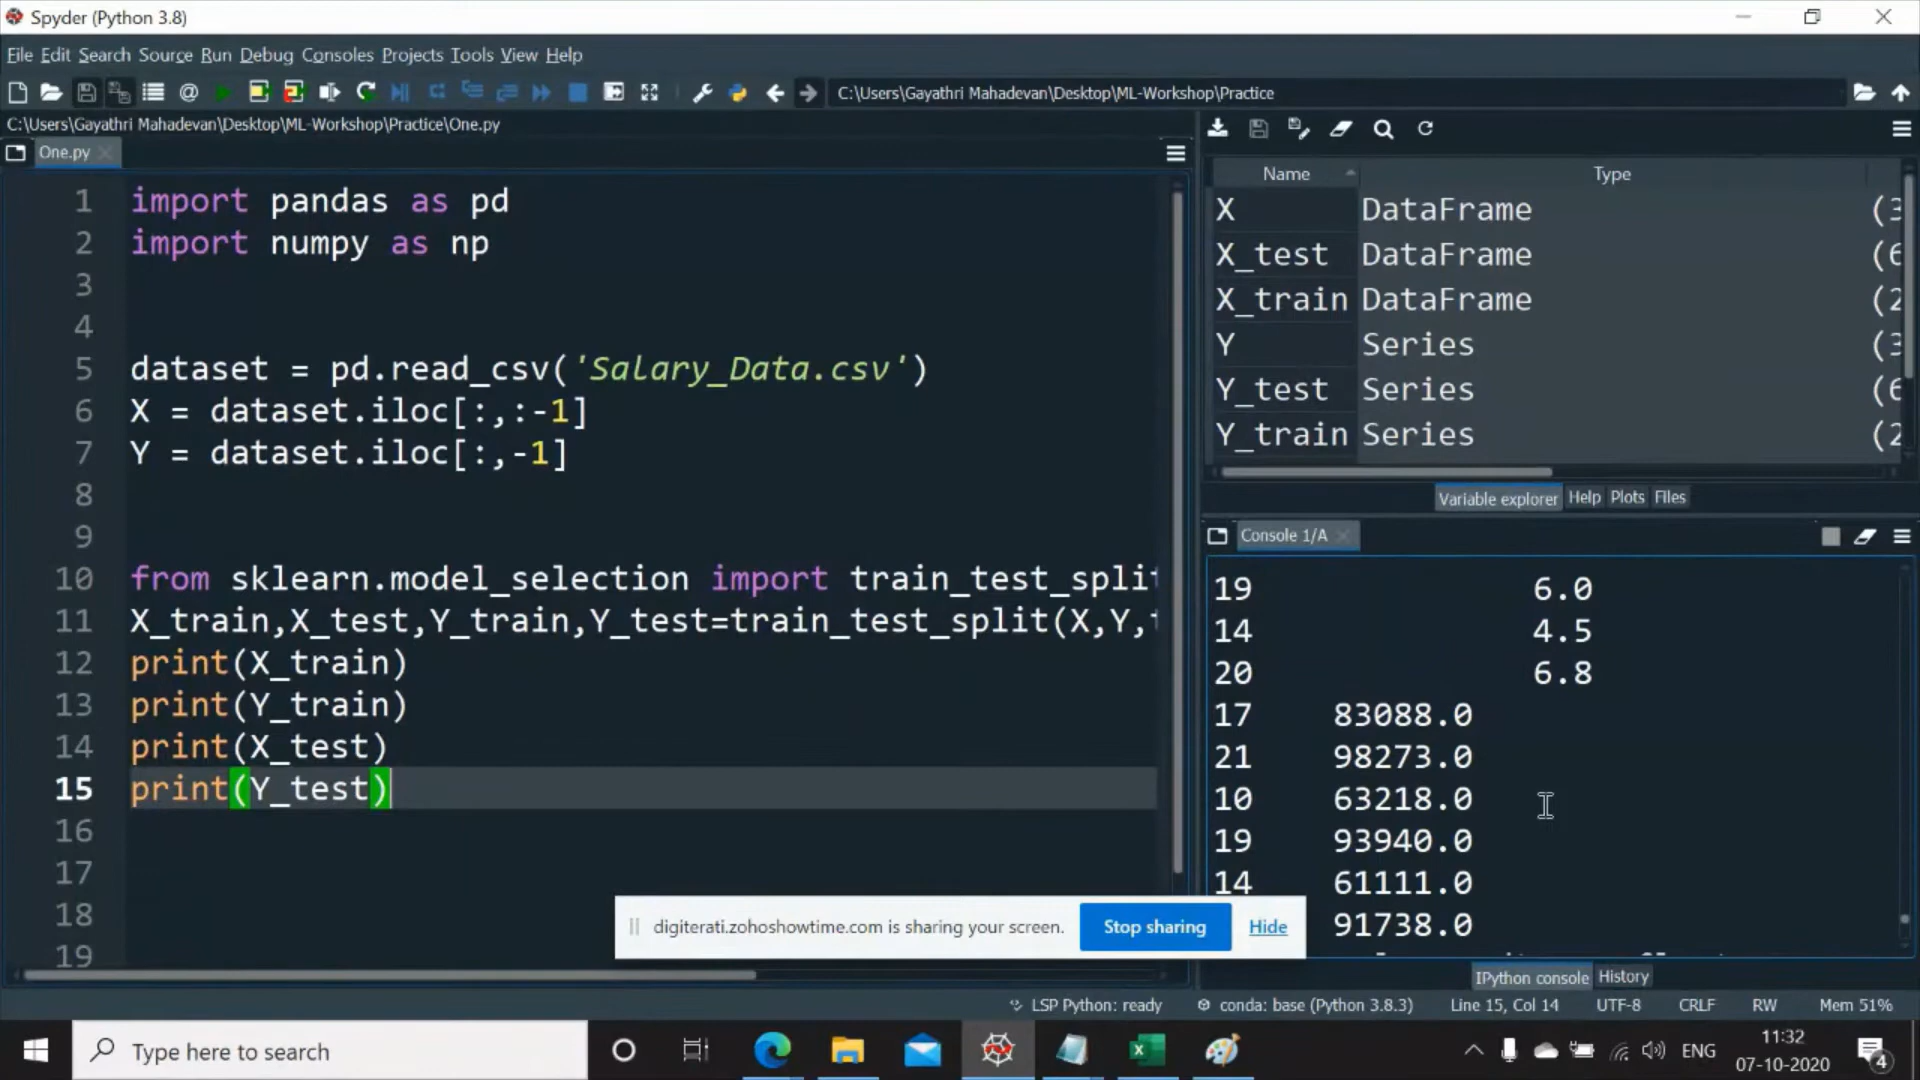 Spyder (Python 3.8)
File Edit Search Source Run Debug Consoles Projects Tools View Help
C:\Users\Gayathri Mahadevan\Desktop\ML-Workshop\Practice
C:\Users\Gayathri Mahadevan\Desktop\ML-Workshop\Practice\One.py
One.py
1 import pandas as pd
2 import numpy as np
3
4
5 dataset = pd.read_csv('Salary_Data.csv')
6 X = dataset.iloc[:,:-1]
7 Y = dataset.iloc[:,-1]
8
9
10 from sklearn.model_selection import train_test_split
11 X_train,X_test,Y_train,Y_test=train_test_split(X,Y,
12 print(X_train)
13 print(Y_train)
14 print(X_test)
15 print(Y_test)
16
17
18
19
Name Type
X DataFrame (3
X_test DataFrame (6
X_train DataFrame (2
Y Series (3
Y_test Series (6
Y_train Series (2
Variable explorer Help Plots Files
Console 1/A
19 6.0
14 4.5
20 6.8
17 83088.0
21 98273.0
10 63218.0
19 93940.0
14 61111.0
91738.0
digiterati.zohoshowtime.com is sharing your screen. Stop sharing Hide
IPython console History
LSP Python: ready conda: base (Python 3.8.3) Line 15, Col 14 UTF-8 CRLF RW Mem 51%
Type here to search
ENG
11:32
07-10-2020
4